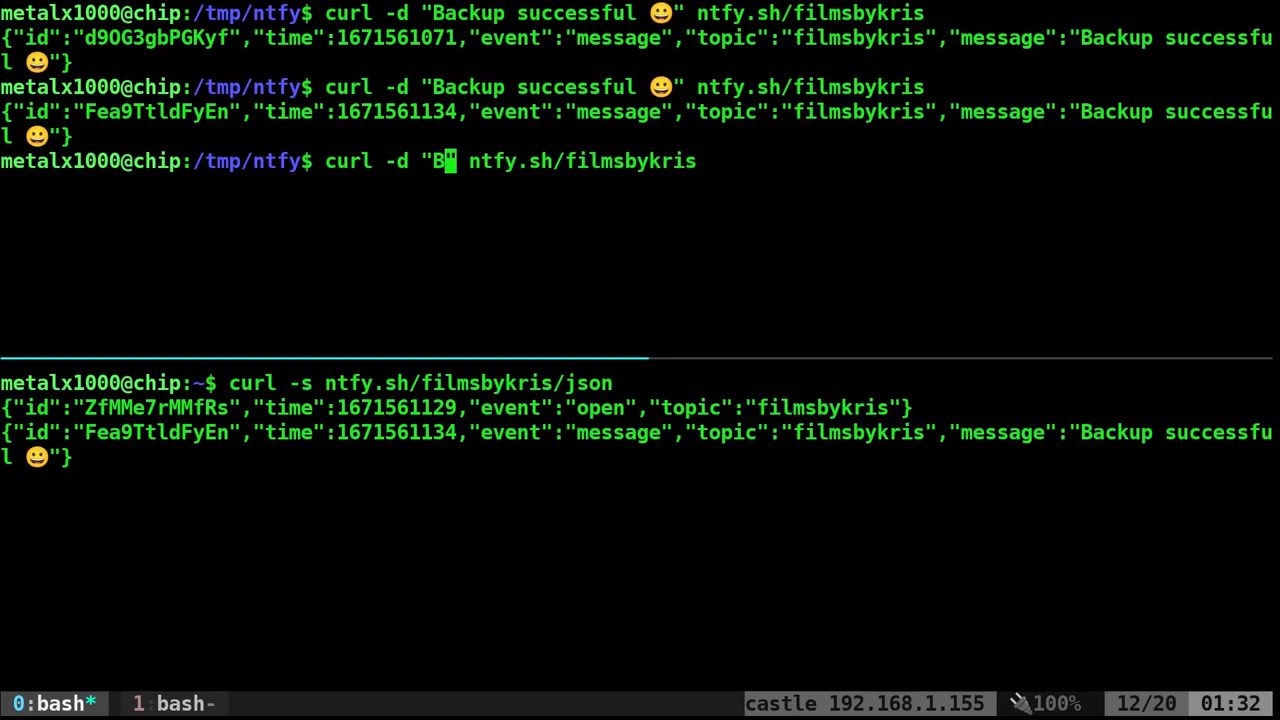 metalx1000@chip:/tmp/ntfy$ curl -d "Backup successful 😀" ntfy.sh/filmsbykris
{"id":"d9OG3gbPGKyf","time":1671561071,"event":"message","topic":"filmsbykris","message":"Backup successfu
l 😀"}
metalx1000@chip:/tmp/ntfy$ curl -d "Backup successful 😀" ntfy.sh/filmsbykris
{"id":"Fea9TtldFyEn","time":1671561134,"event":"message","topic":"filmsbykris","message":"Backup successfu
l 😀"}
metalx1000@chip:/tmp/ntfy$ curl -d "B" ntfy.sh/filmsbykris
metalx1000@chip:~$ curl -s ntfy.sh/filmsbykris/json
{"id":"ZfMMe7rMMfRs","time":1671561129,"event":"open","topic":"filmsbykris"}
{"id":"Fea9TtldFyEn","time":1671561134,"event":"message","topic":"filmsbykris","message":"Backup successfu
l 😀"}
0:bash* 1:bash- castle 192.168.1.155 🔌100% 12/20 01:32